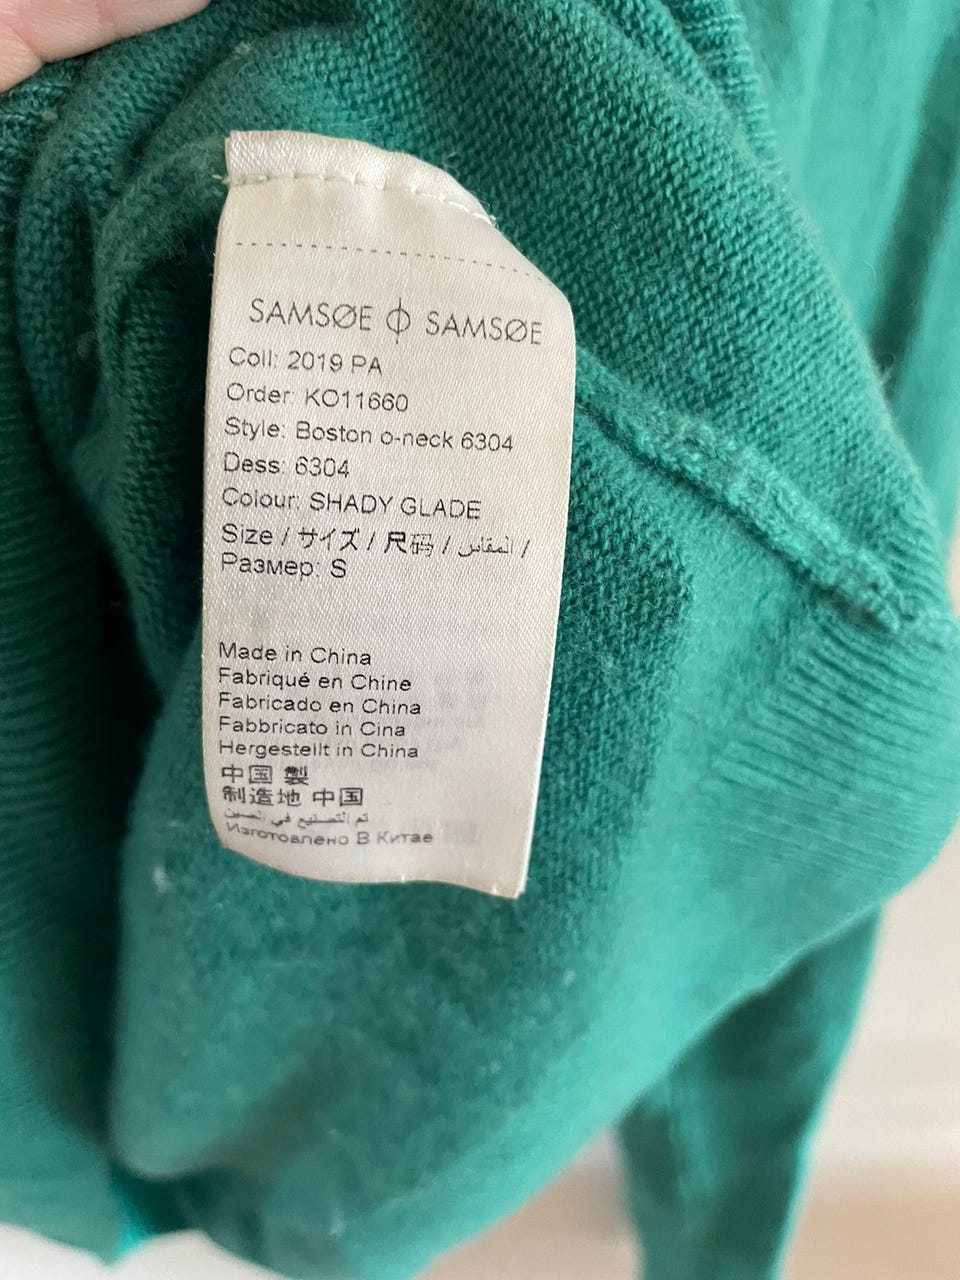 SAMSØE ϕ SAMSØE
Coll: 2019 PA
Order: KO11660
Style: Boston o-neck 6304
Dess: 6304
Colour: SHADY GLADE
Size / サイズ / 尺码 / المقاس /
Размер: S
Made in China
Fabriqué en Chine
Fabricado en China
Fabbricato in Cina
Hergestellt in China
中国 製
制造地 中国
تم التصنيع في الصين
Изготовлено В Китае